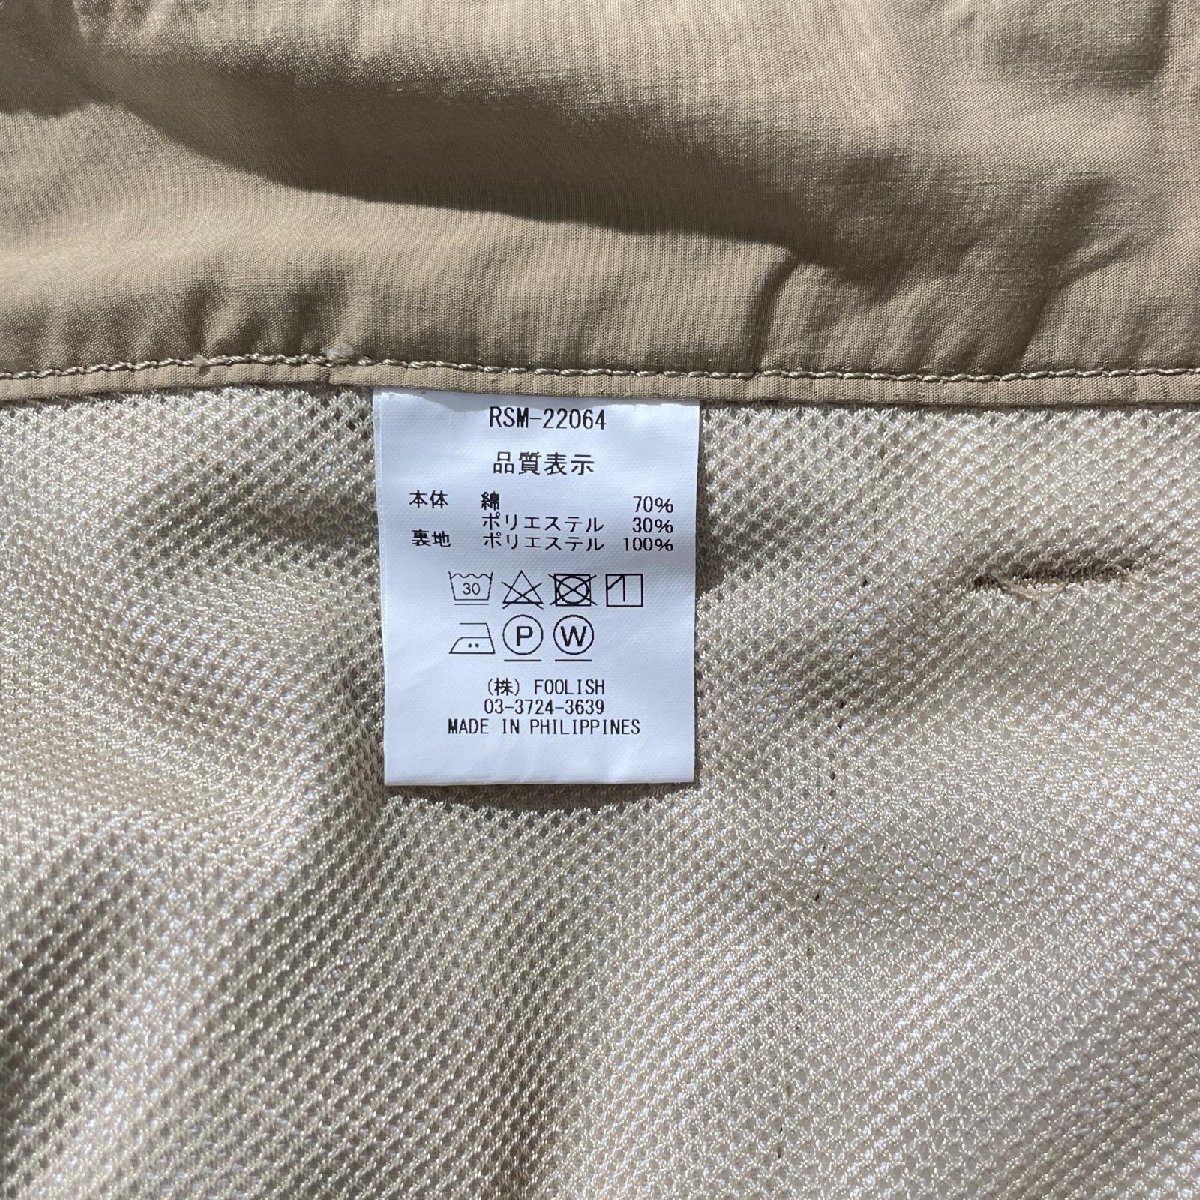 RSM-22064
品質表示
本体 綿 70%
ポリエステル 30%
裏地 ポリエステル 100%
30
P W
(株) FOOLISH
03-3724-3639
MADE IN PHILIPPINES